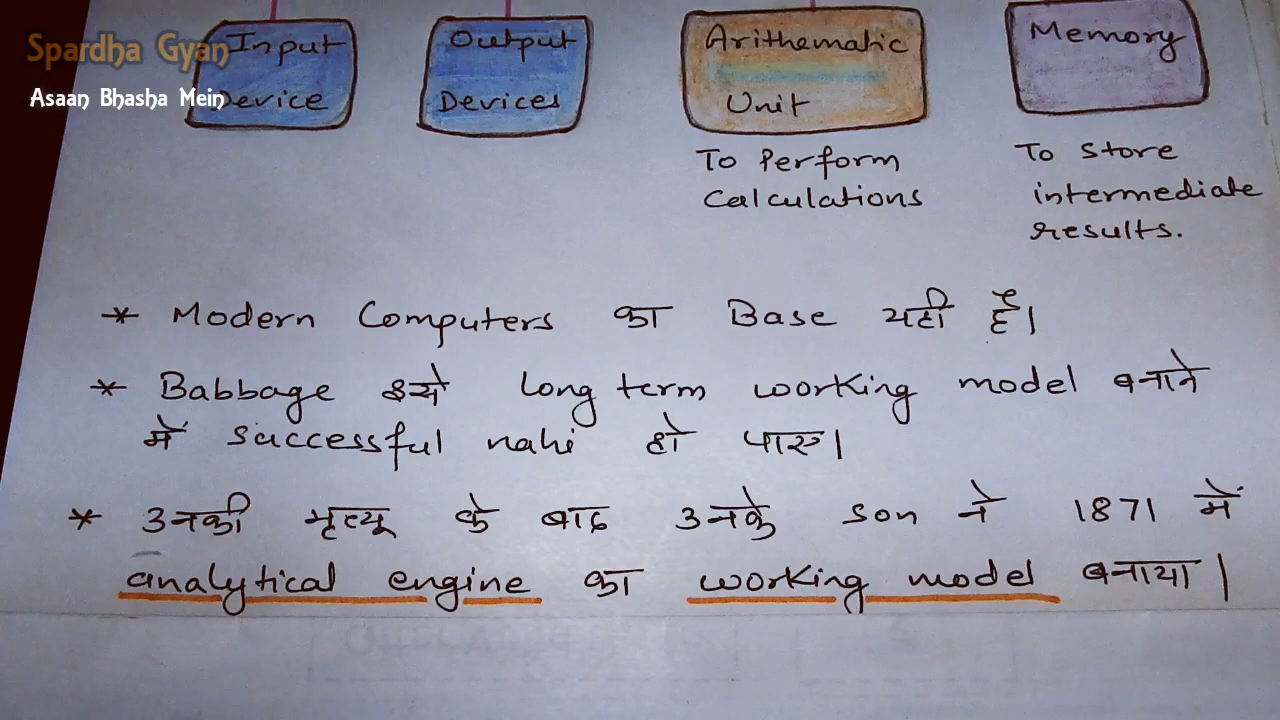 Spardha Gyan
Asaan Bhasha Mein
Input
Device
Output
Devices
Arithematic
Unit
Memory
To Perform
Calculations
To Store
intermediate
results.
* Modern Computers का Base यही है।
* Babbage इसे long term working model बनाने
में successful nahi हो पाए।
* उनकी मृत्यू के बाद उनके son ने 1871 में
analytical engine का working model बनाया।